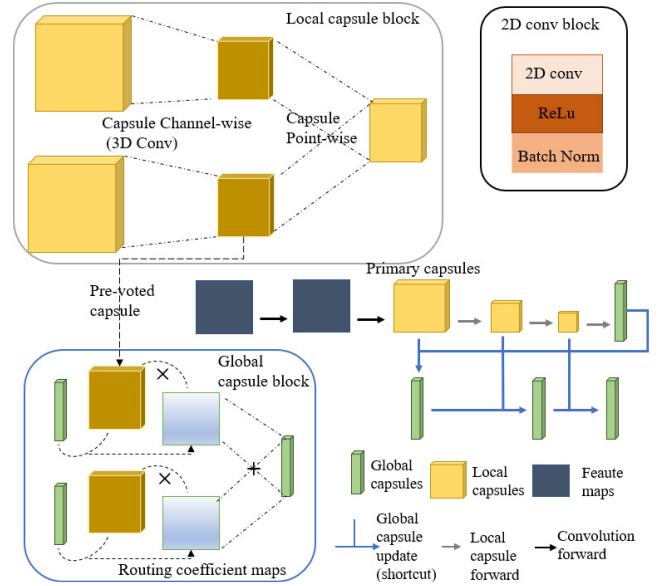 Local capsule block
2D conv block
2D conv
ReLu
Batch Norm
Capsule Channel-wise
(3D Conv)
Capsule
Point-wise
Pre-voted
capsule
Primary capsules
Global
capsule block
×
+
×
Routing coefficient maps
Global
capsules
Local
capsules
Feaute
maps
Global
capsule
update
(shortcut)
Local
capsule
forward
Convolution
forward